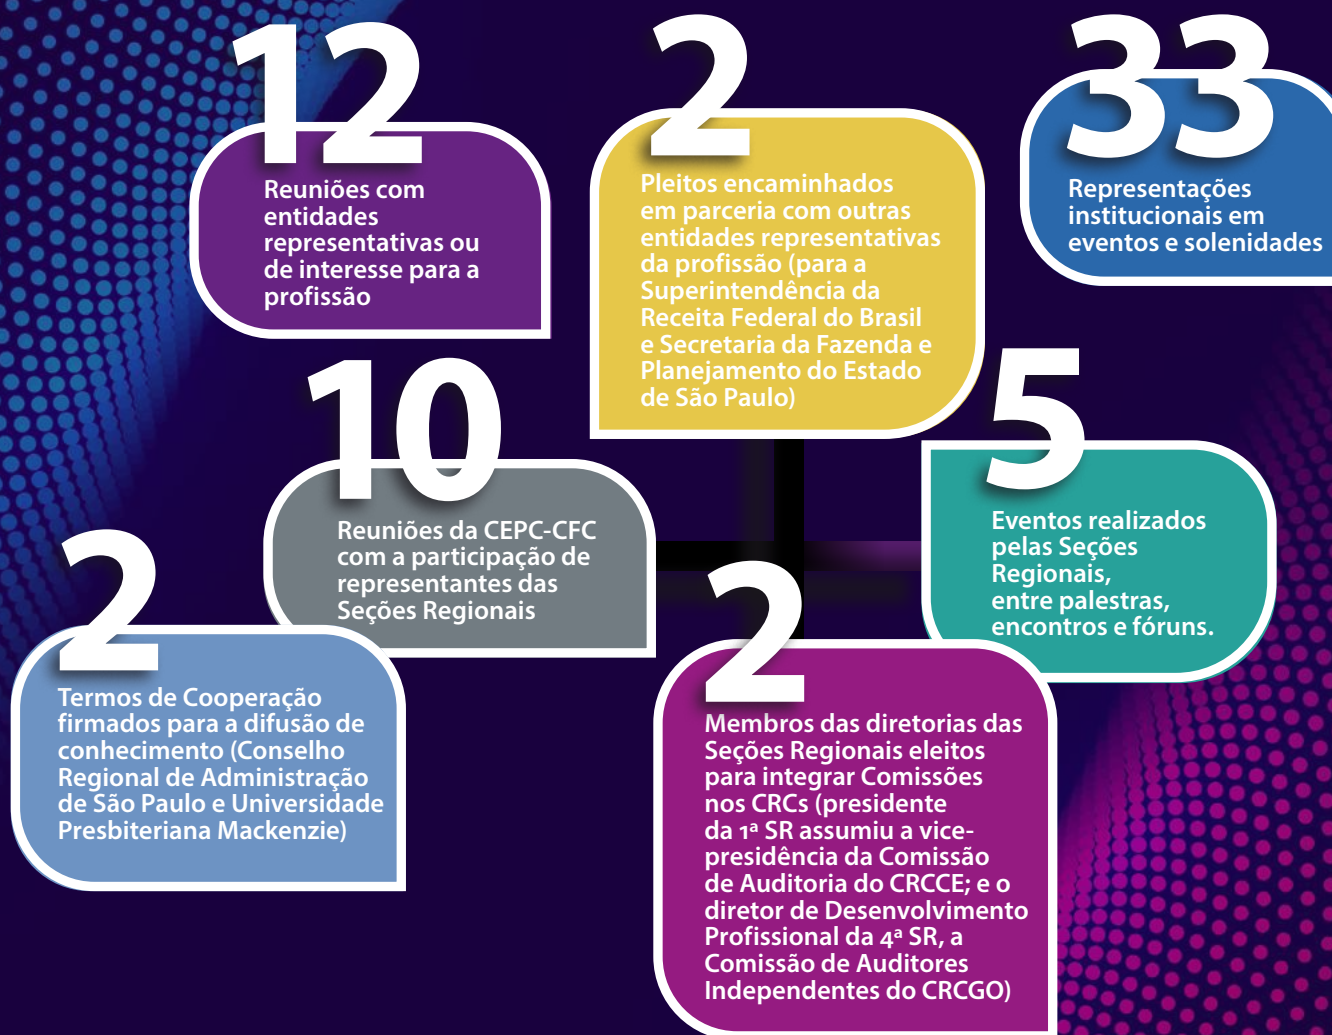 12
Reuniões com
entidades
representativas ou
de interesse para a
profissão
2
Pleitos encaminhados
em parceria com outras
entidades representativas
da profissão (para a
Superintendência da
Receita Federal do Brasil
e Secretaria da Fazenda e
Planejamento do Estado
de São Paulo)
33
Representações
institucionais em
eventos e solenidades
10
Reuniões da CEPC-CFC
com a participação de
representantes das
Seções Regionais
5
Eventos realizados
pelas Seções
Regionais,
entre palestras,
encontros e fóruns.
2
Termos de Cooperação
firmados para a difusão de
conhecimento (Conselho
Regional de Administração
de São Paulo e Universidade
Presbiteriana Mackenzie)
2
Membros das diretorias das
Seções Regionais eleitos
para integrar Comissões
nos CRCs (presidente
da 1ª SR assumiu a vice-
presidência da Comissão
de Auditoria do CRCCE; e o
diretor de Desenvolvimento
Profissional da 4ª SR, a
Comissão de Auditores
Independentes do CRCGO)